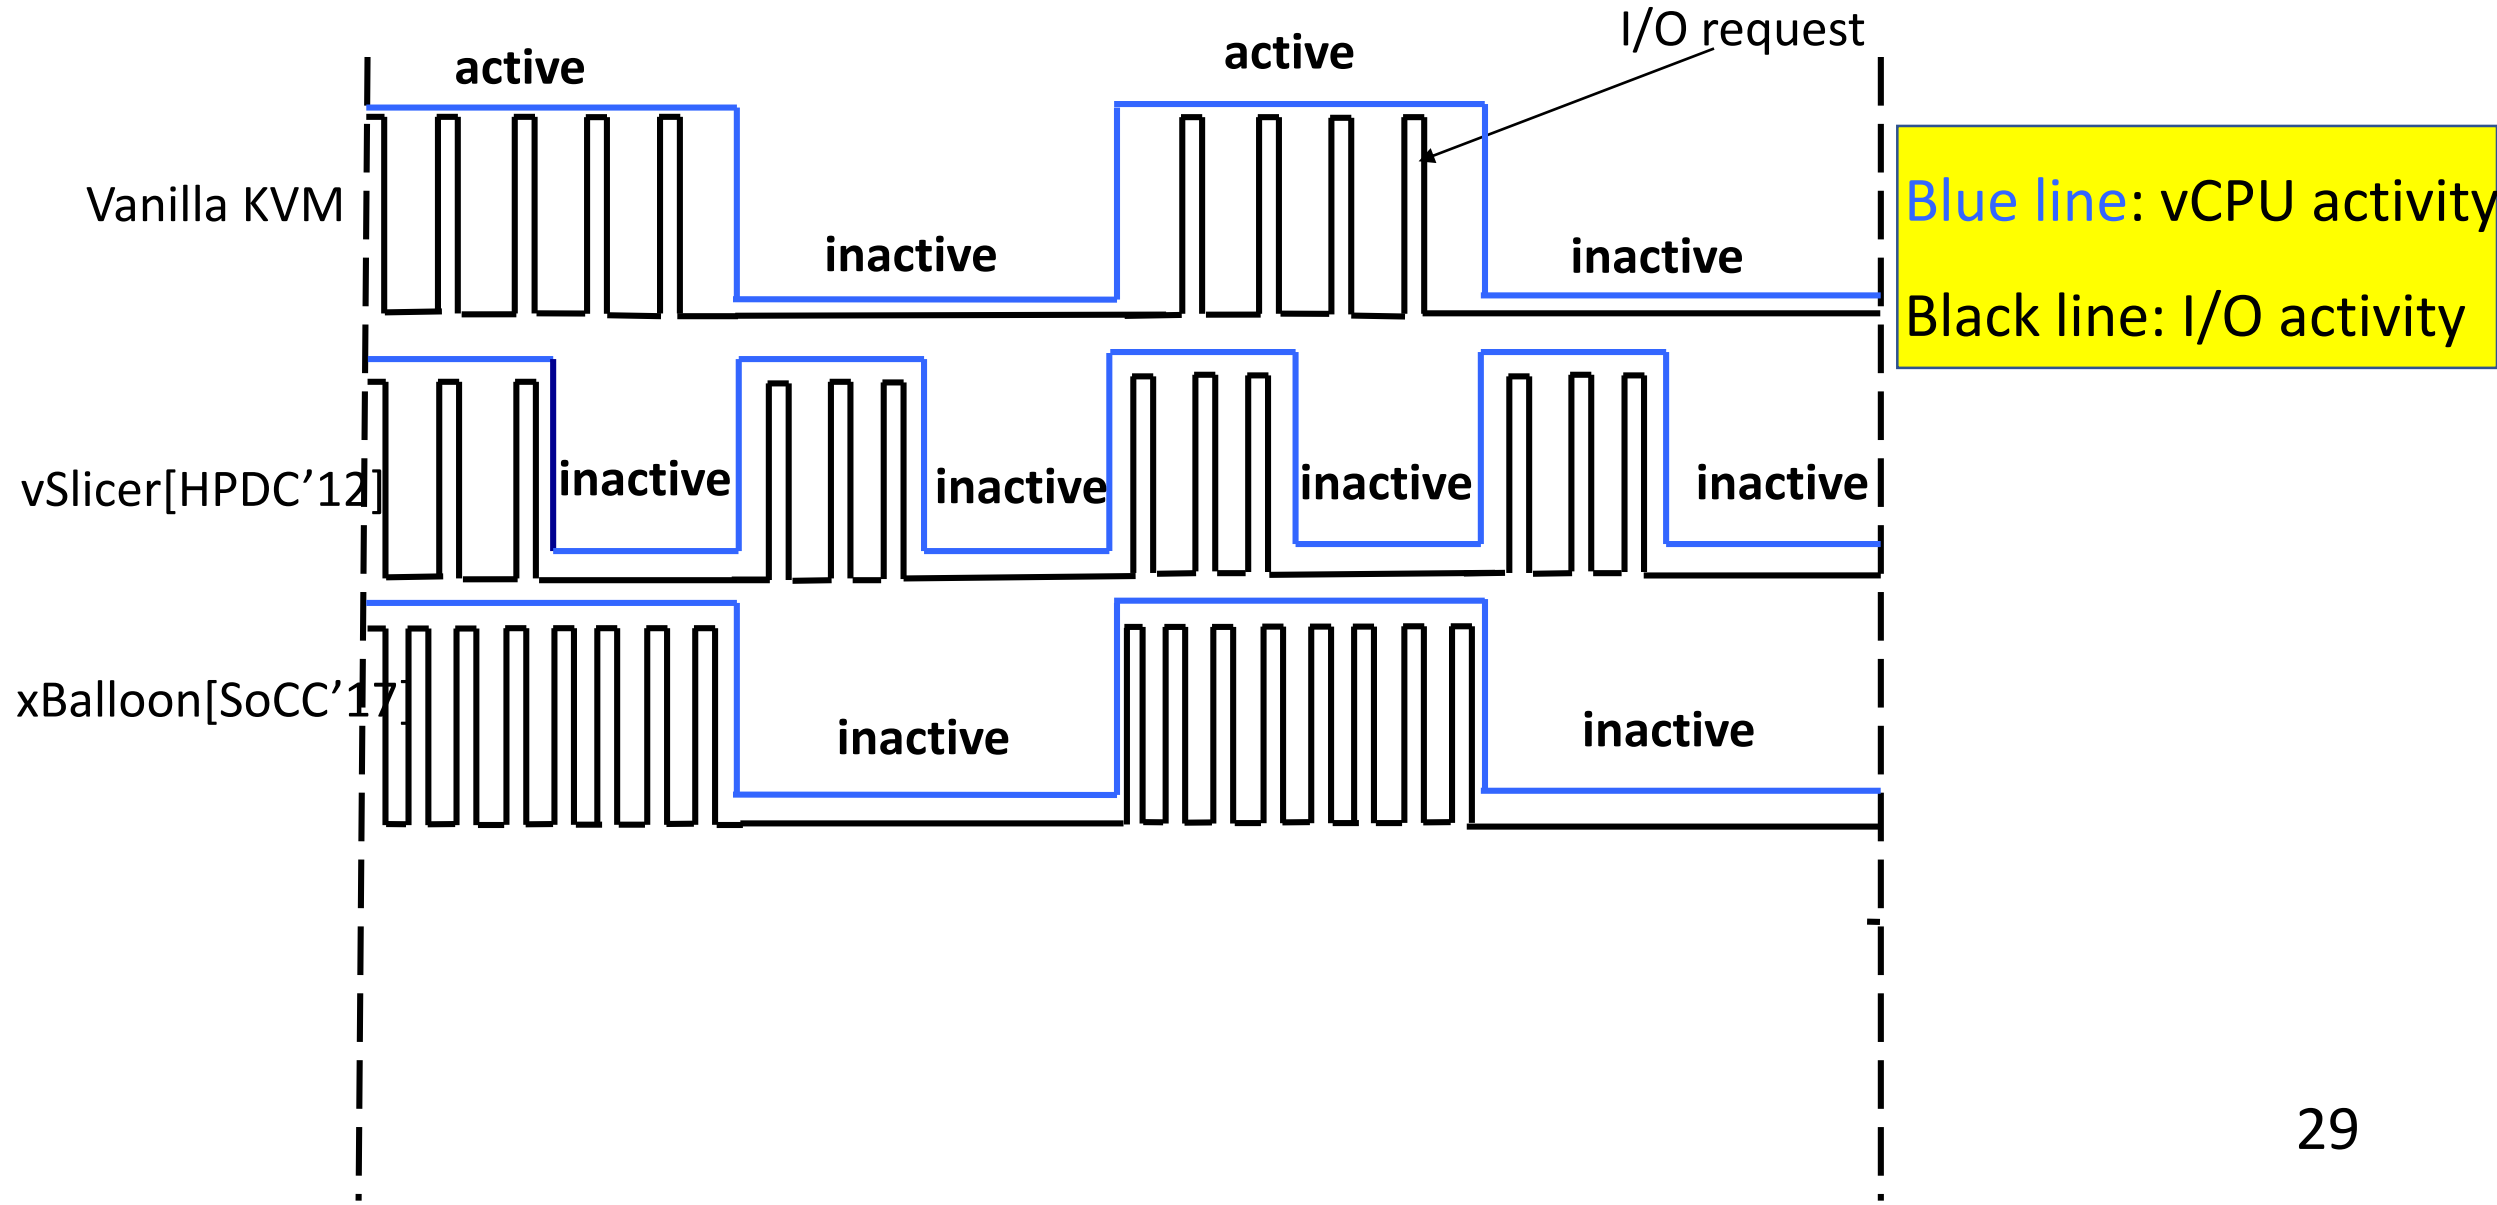 I/O request
active
active
Vanilla KVM
inactive
inactive
Blue line: vCPU activity
Black line: I/O activity
vSlicer[HPDC’12]
inactive
inactive
inactive
inactive
xBalloon[SoCC’17]
inactive
inactive
29